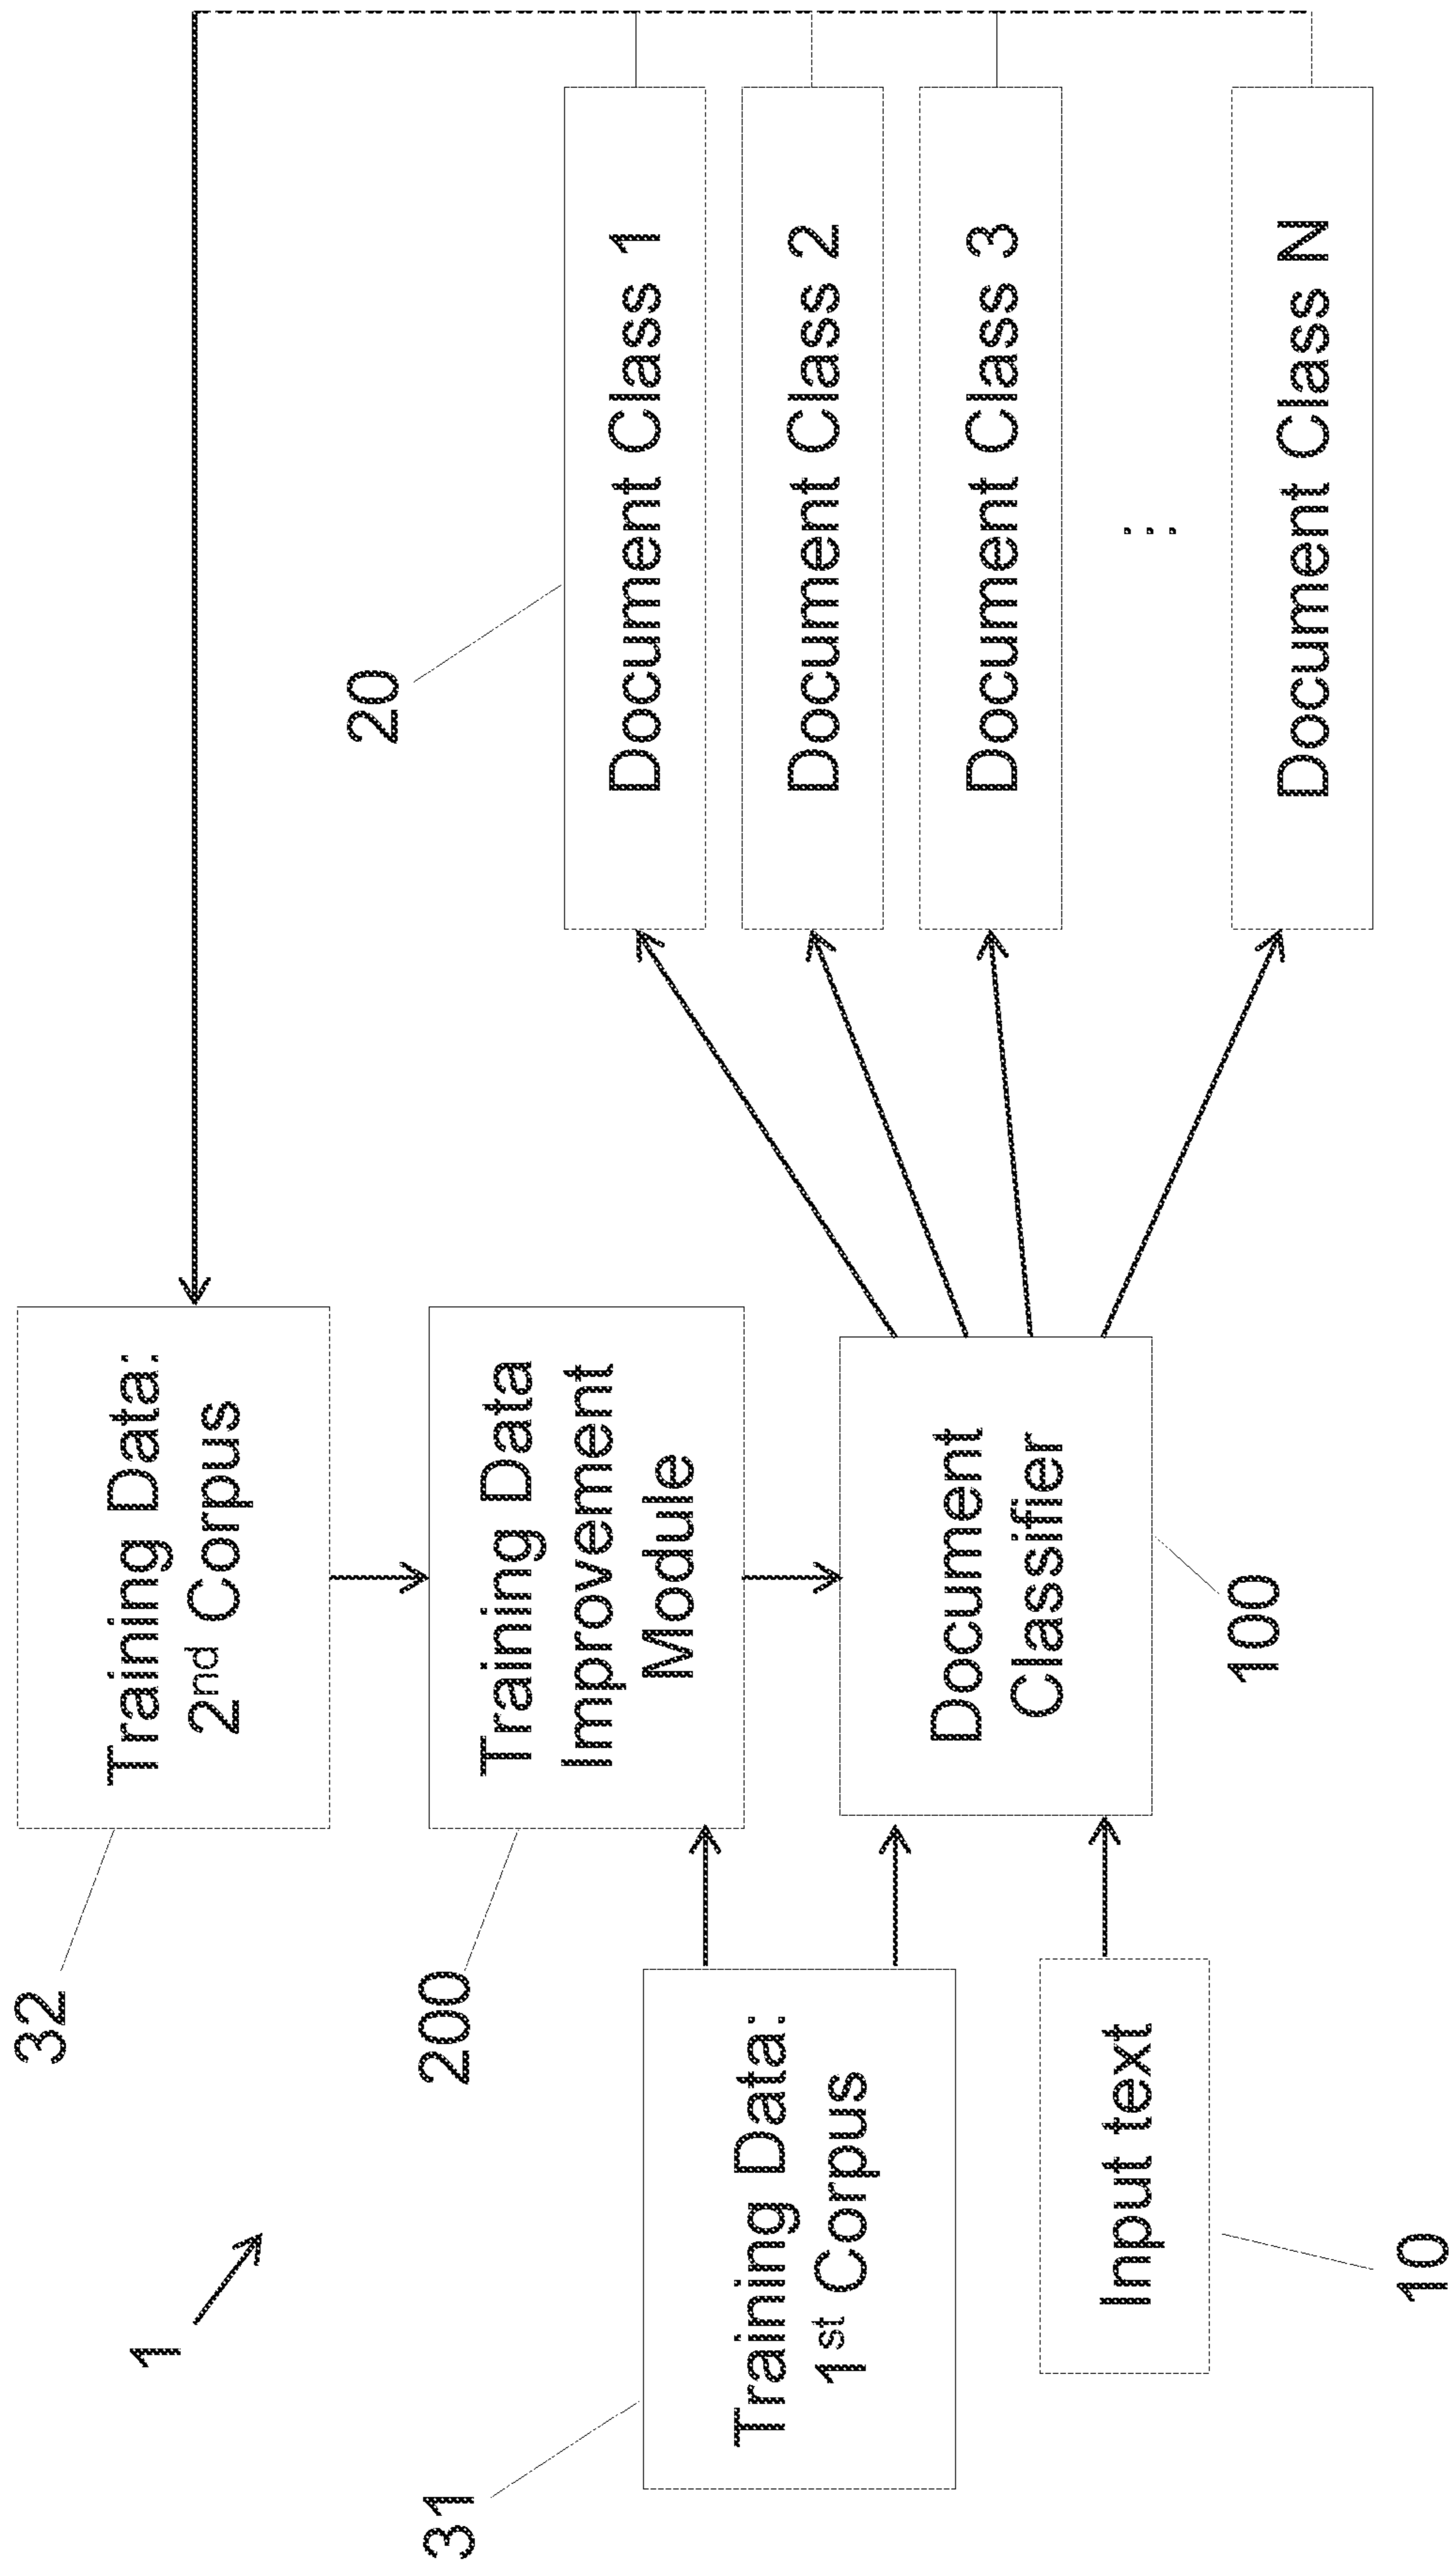 1
32
Training Data:
2nd Corpus
200
Training Data
Improvement
Module
31
Training Data:
1st Corpus
10
Input text
100
Document
Classifier
20
Document Class 1
Document Class 2
Document Class 3
...
Document Class N